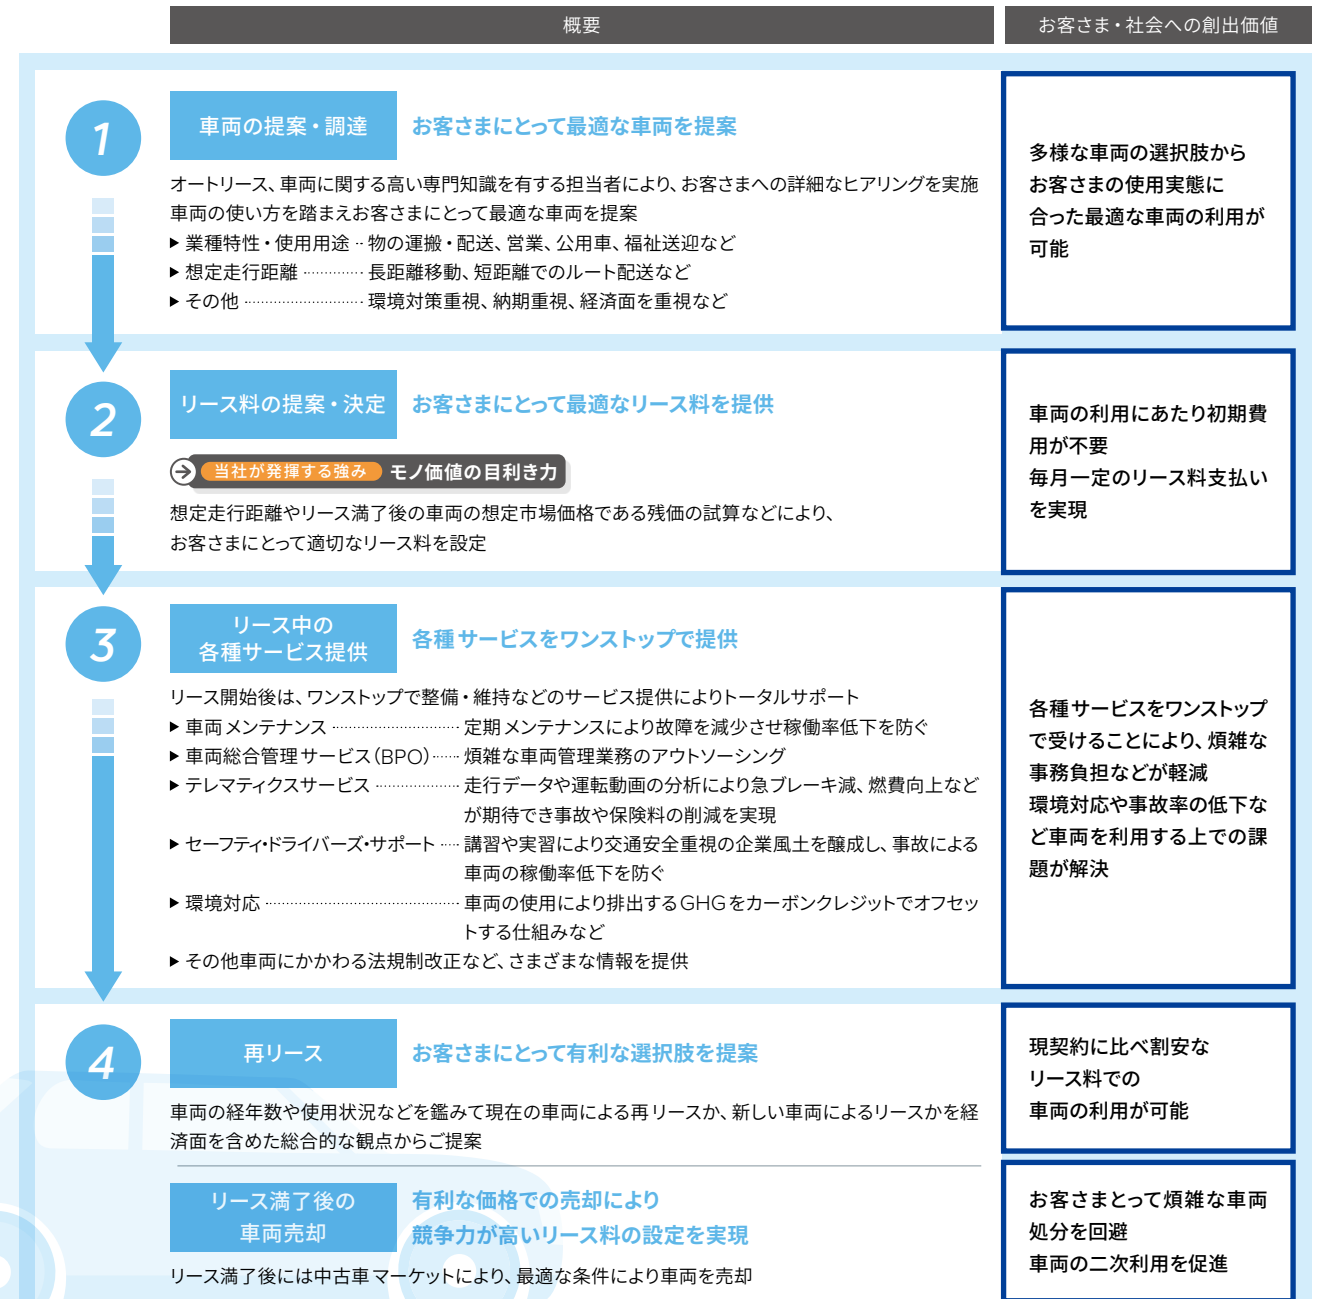 概要
お客さま・社会への創出価値
1
車両の提案・調達
お客さまにとって最適な車両を提案
オートリース、車両に関する高い専門知識を有する担当者により、お客さまへの詳細なヒアリングを実施
車両の使い方を踏まえお客さまにとって最適な車両を提案
▶ 業種特性・使用用途 ‥ 物の運搬・配送、営業、公用車、福祉送迎など
▶ 想定走行距離 ………… 長距離移動、短距離でのルート配送など
▶ その他 …………………… 環境対策重視、納期重視、経済面を重視など
多様な車両の選択肢から
お客さまの使用実態に
合った最適な車両の利用が
可能
2
リース料の提案・決定
お客さまにとって最適なリース料を提供
当社が発揮する強み モノ価値の目利き力
想定走行距離やリース満了後の車両の想定市場価格である残価の試算などにより、
お客さまにとって適切なリース料を設定
車両の利用にあたり初期費
用が不要
毎月一定のリース料支払い
を実現
3
リース中の
各種サービス提供
各種サービスをワンストップで提供
リース開始後は、ワンストップで整備・維持などのサービス提供によりトータルサポート
▶ 車両メンテナンス ……………………… 定期メンテナンスにより故障を減少させ稼働率低下を防ぐ
▶ 車両総合管理サービス（BPO）…… 煩雑な車両管理業務のアウトソーシング
▶ テレマティクスサービス ……………… 走行データや運転動画の分析により急ブレーキ減、燃費向上など
が期待でき事故や保険料の削減を実現
▶ セーフティ・ドライバーズ・サポート …… 講習や実習により交通安全重視の企業風土を醸成し、事故による
車両の稼働率低下を防ぐ
▶ 環境対応 ………………………………… 車両の使用により排出するGHGをカーボンクレジットでオフセッ
トする仕組みなど
▶ その他車両にかかわる法規制改正など、さまざまな情報を提供
各種サービスをワンストップ
で受けることにより、煩雑な
事務負担などが軽減
環境対応や事故率の低下な
ど車両を利用する上での課
題が解決
4
再リース
お客さまにとって有利な選択肢を提案
車両の経年数や使用状況などを鑑みて現在の車両による再リースか、新しい車両によるリースかを経
済面を含めた総合的な観点からご提案
現契約に比べ割安な
リース料での
車両の利用が可能
リース満了後の
車両売却
有利な価格での売却により
競争力が高いリース料の設定を実現
リース満了後には中古車マーケットにより、最適な条件により車両を売却
お客さまとって煩雑な車両
処分を回避
車両の二次利用を促進